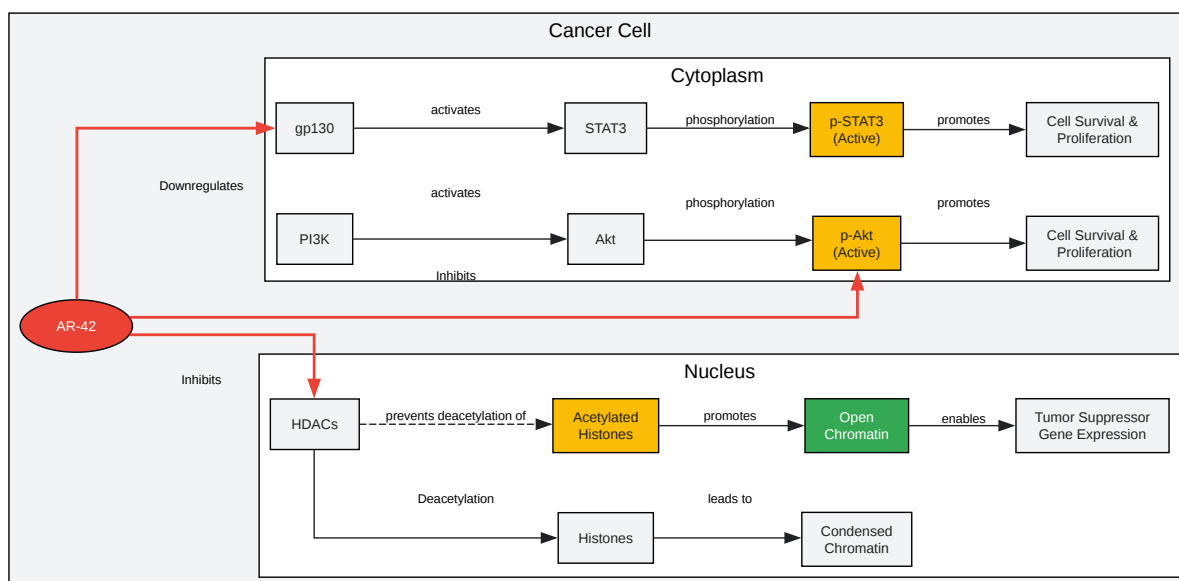 Cancer Cell
Cytoplasm
gp130
activates
STAT3
phosphorylation
p-STAT3
(Active)
promotes
Cell Survival &
Proliferation
Downregulates
PI3K
activates
Akt
phosphorylation
p-Akt
(Active)
promotes
Cell Survival &
Proliferation
Inhibits
AR-42
Inhibits
Nucleus
HDACs
prevents deacetylation of
Acetylated
Histones
promotes
Open
Chromatin
enables
Tumor Suppressor
Gene Expression
Deacetylation
Histones
leads to
Condensed
Chromatin